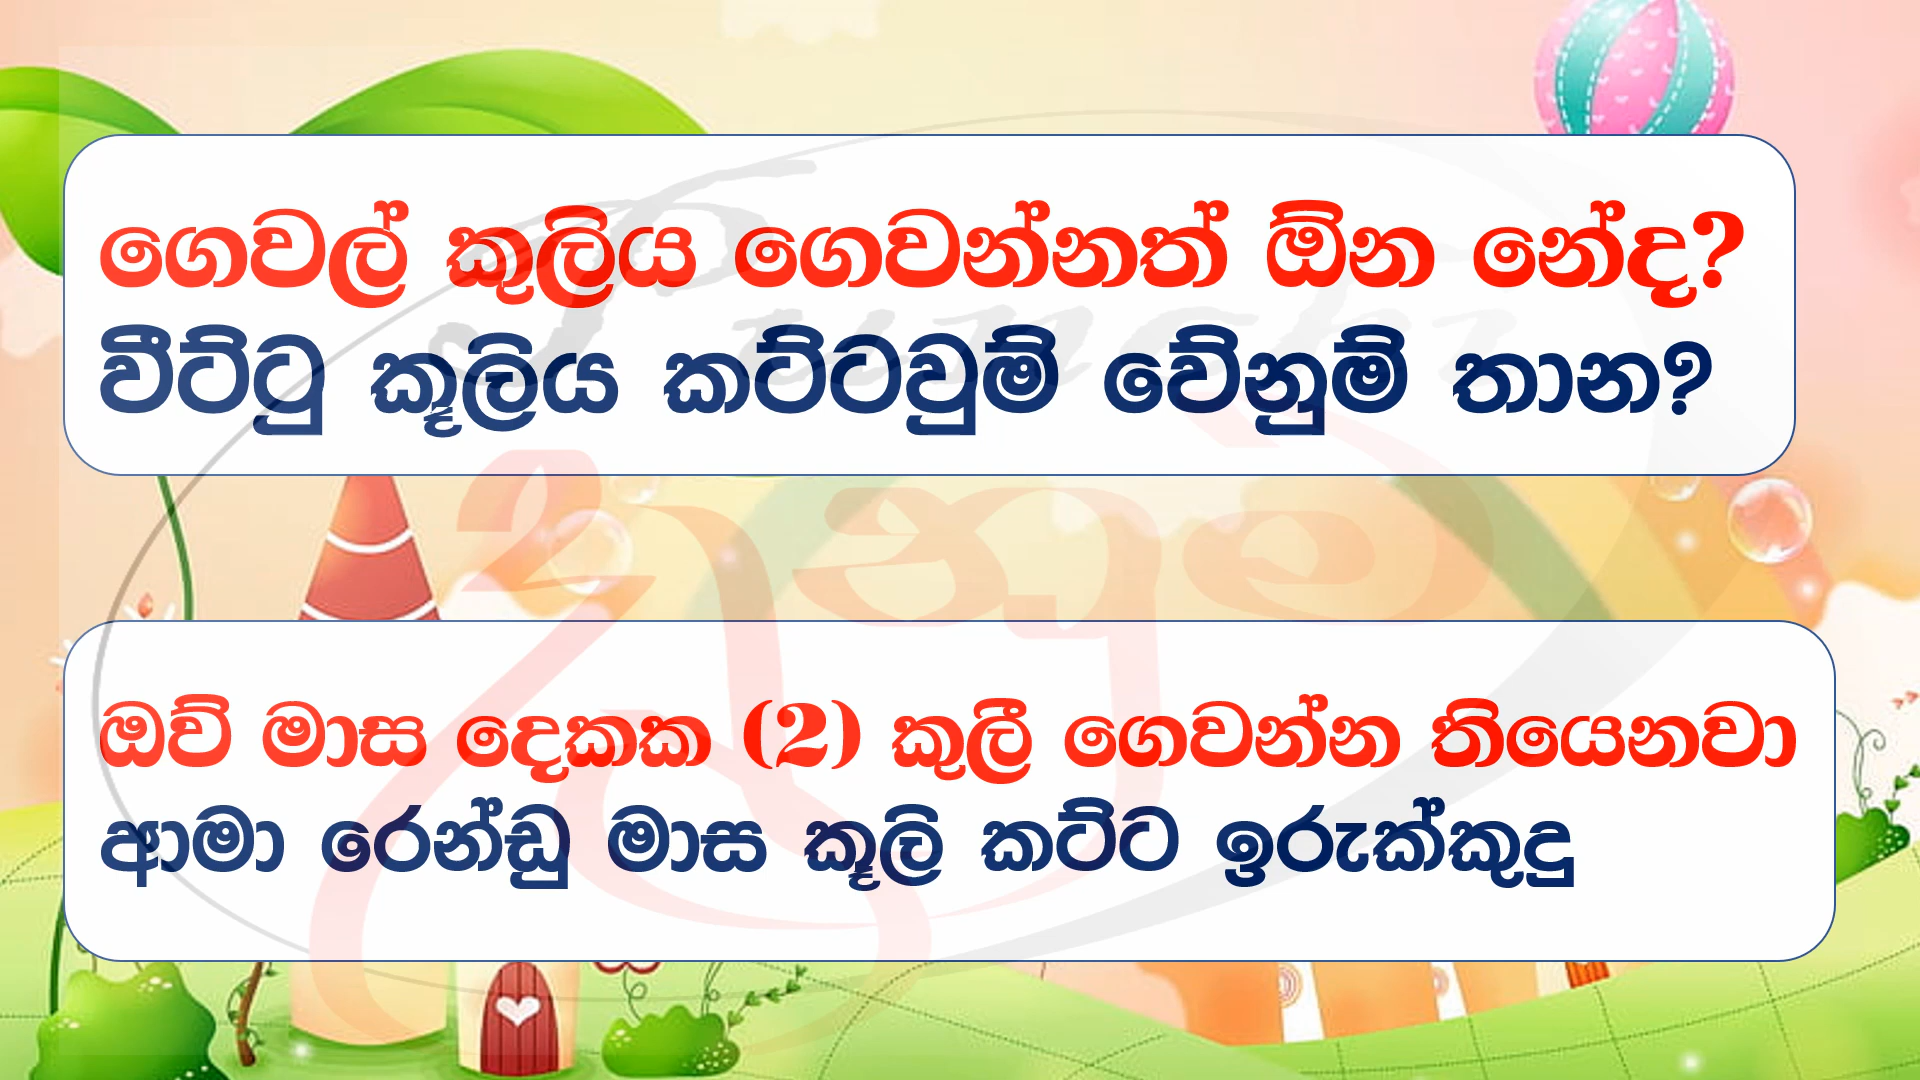 ගෙවල් කුලිය ගෙවන්නත් ඕන නේද?
වීට්ටු කූලිය කට්ටවුම් වේනුම් තාන?
ඔව් මාස දෙකක (2) කුලී ගෙවන්න තියෙනවා
ආමා රෙන්ඩු මාස කූලි කට්ට ඉරුක්කුදු